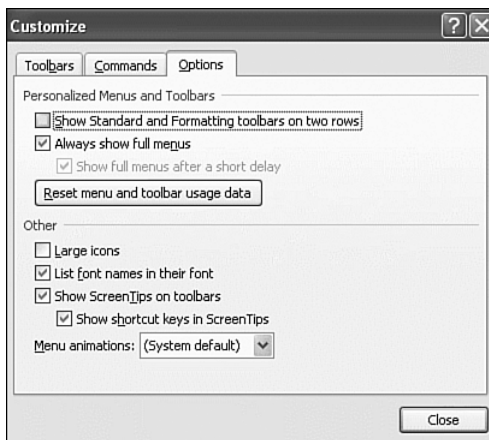 Customize
Toolbars Commands Options
Personalized Menus and Toolbars
Show Standard and Formatting toolbars on two rows
Always show full menus
Show full menus after a short delay
Reset menu and toolbar usage data
Other
Large icons
List font names in their font
Show ScreenTips on toolbars
Show shortcut keys in ScreenTips
Menu animations: (System default)
Close